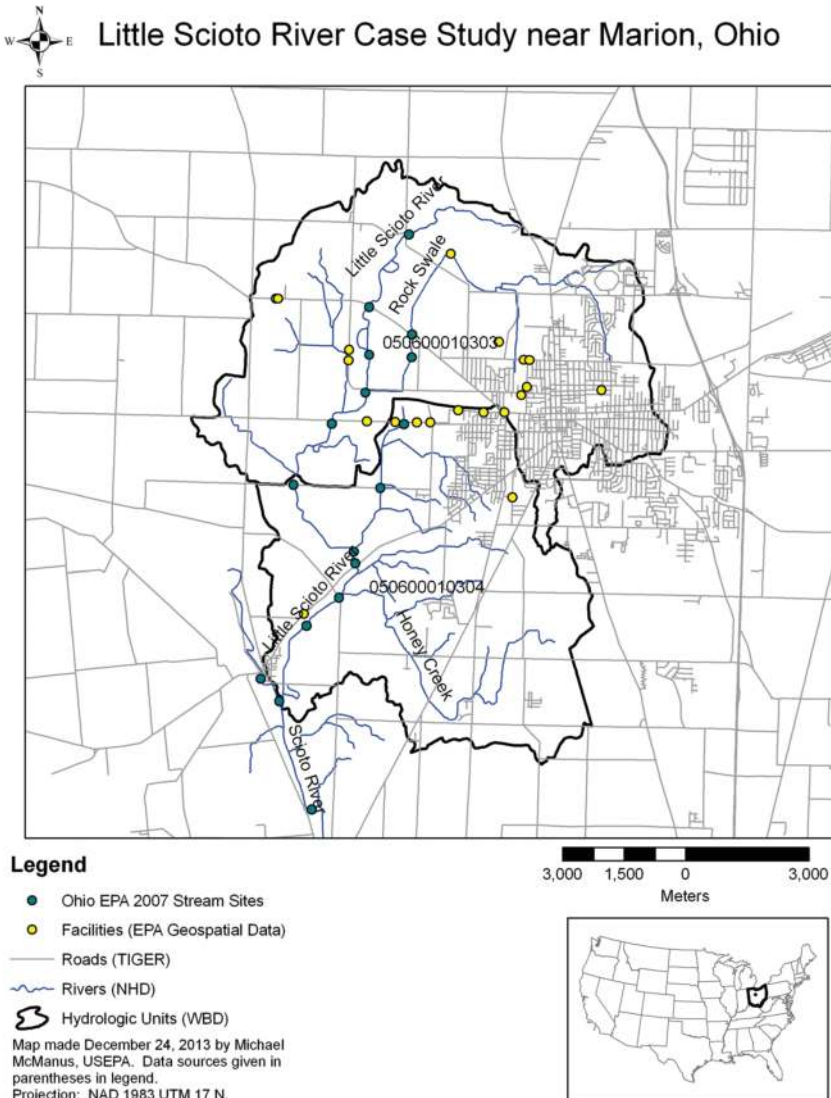 N
W E
S
Little Scioto River Case Study near Marion, Ohio
Little Scioto River
Rock Swale
050600010303
Little Scioto River
050600010304
Honey Creek
Scioto River
Legend
Ohio EPA 2007 Stream Sites
Facilities (EPA Geospatial Data)
Roads (TIGER)
Rivers (NHD)
Hydrologic Units (WBD)
Map made December 24, 2013 by Michael
McManus, USEPA. Data sources given in
parentheses in legend.
Projection: NAD 1983 UTM 17 N.
3,000 1,500 0 3,000
Meters